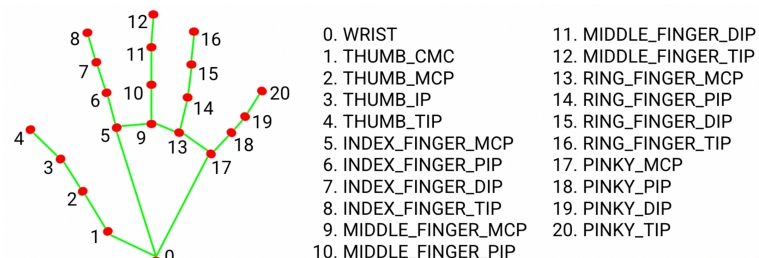 12
8
16
11
7
15
20
10
6
14
19
4
5
9
13
18
3
17
2
1
0
0. WRIST
1. THUMB_CMC
2. THUMB_MCP
3. THUMB_IP
4. THUMB_TIP
5. INDEX_FINGER_MCP
6. INDEX_FINGER_PIP
7. INDEX_FINGER_DIP
8. INDEX_FINGER_TIP
9. MIDDLE_FINGER_MCP
10. MIDDLE_FINGER_PIP
11. MIDDLE_FINGER_DIP
12. MIDDLE_FINGER_TIP
13. RING_FINGER_MCP
14. RING_FINGER_PIP
15. RING_FINGER_DIP
16. RING_FINGER_TIP
17. PINKY_MCP
18. PINKY_PIP
19. PINKY_DIP
20. PINKY_TIP